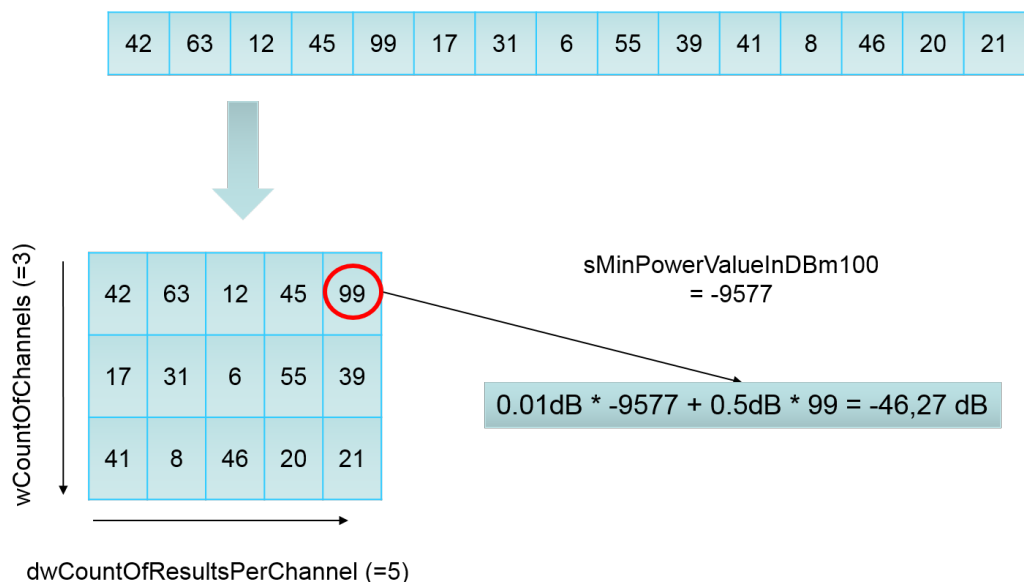 42 63 12 45 99 17 31 6 55 39 41 8 46 20 21
wCountOfChannels (=3)
42 63 12 45 99
17 31 6 55 39
41 8 46 20 21
dwCountOfResultsPerChannel (=5)
sMinPowerValueInDBm100
= -9577
0.01dB * -9577 + 0.5dB * 99 = -46,27 dB